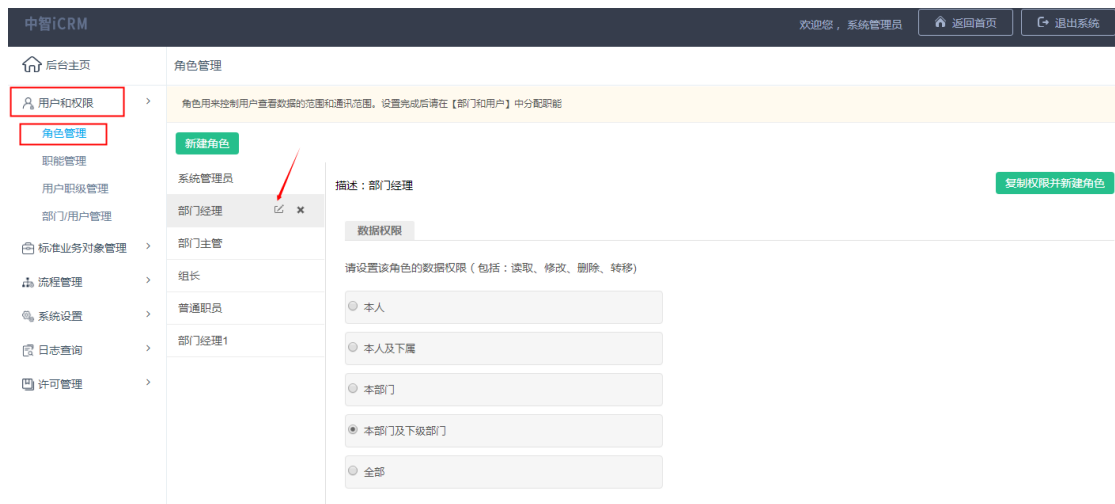 中智iCRM
欢迎您，系统管理员
返回首页
退出系统
后台主页
角色管理
用户和权限
角色管理
职能管理
用户职级管理
部门/用户管理
标准业务对象管理
流程管理
系统设置
日志查询
许可管理
角色用来控制用户查看数据的范围和通讯范围。设置完成后请在【部门和用户】中分配职能
新建角色
系统管理员
部门经理
部门主管
组长
普通职员
部门经理1
描述：部门经理
复制权限并新建角色
数据权限
请设置该角色的数据权限（包括：读取、修改、删除、转移)
本人
本人及下属
本部门
本部门及下级部门
全部